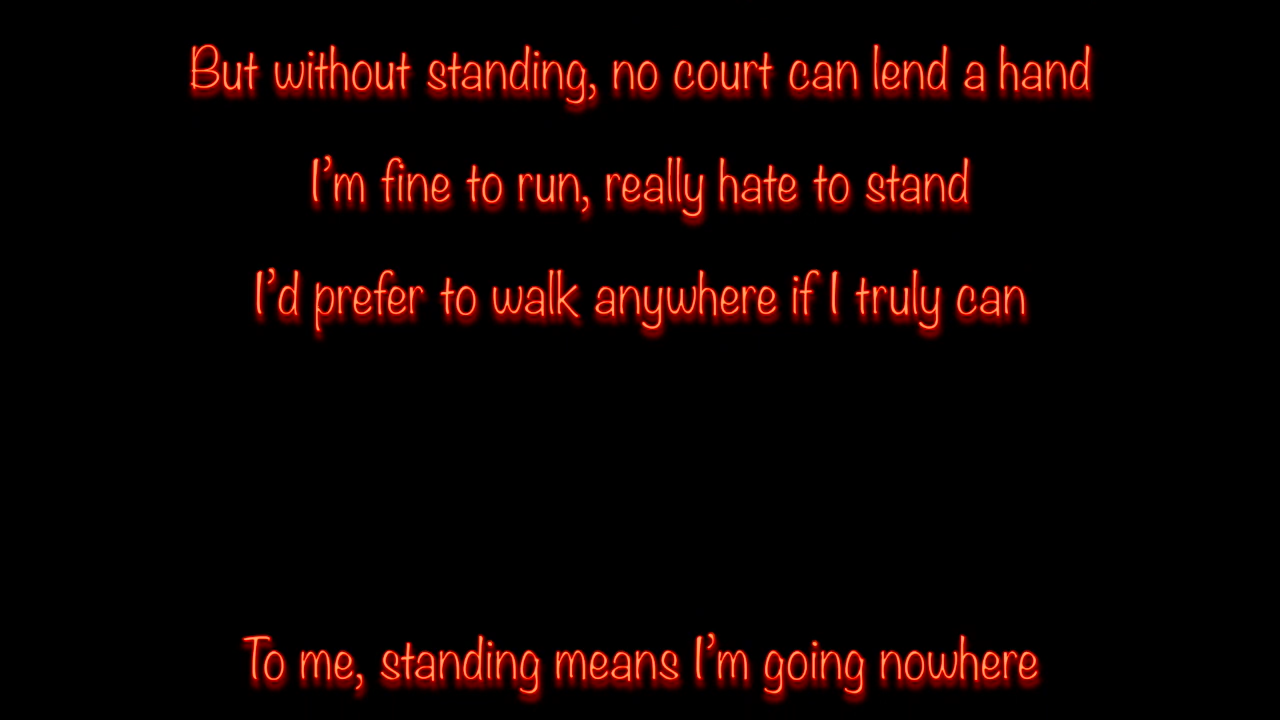 But without standing, no court can lend a hand
I’m fine to run, really hate to stand
I’d prefer to walk anywhere if I truly can
To me, standing means I’m going nowhere